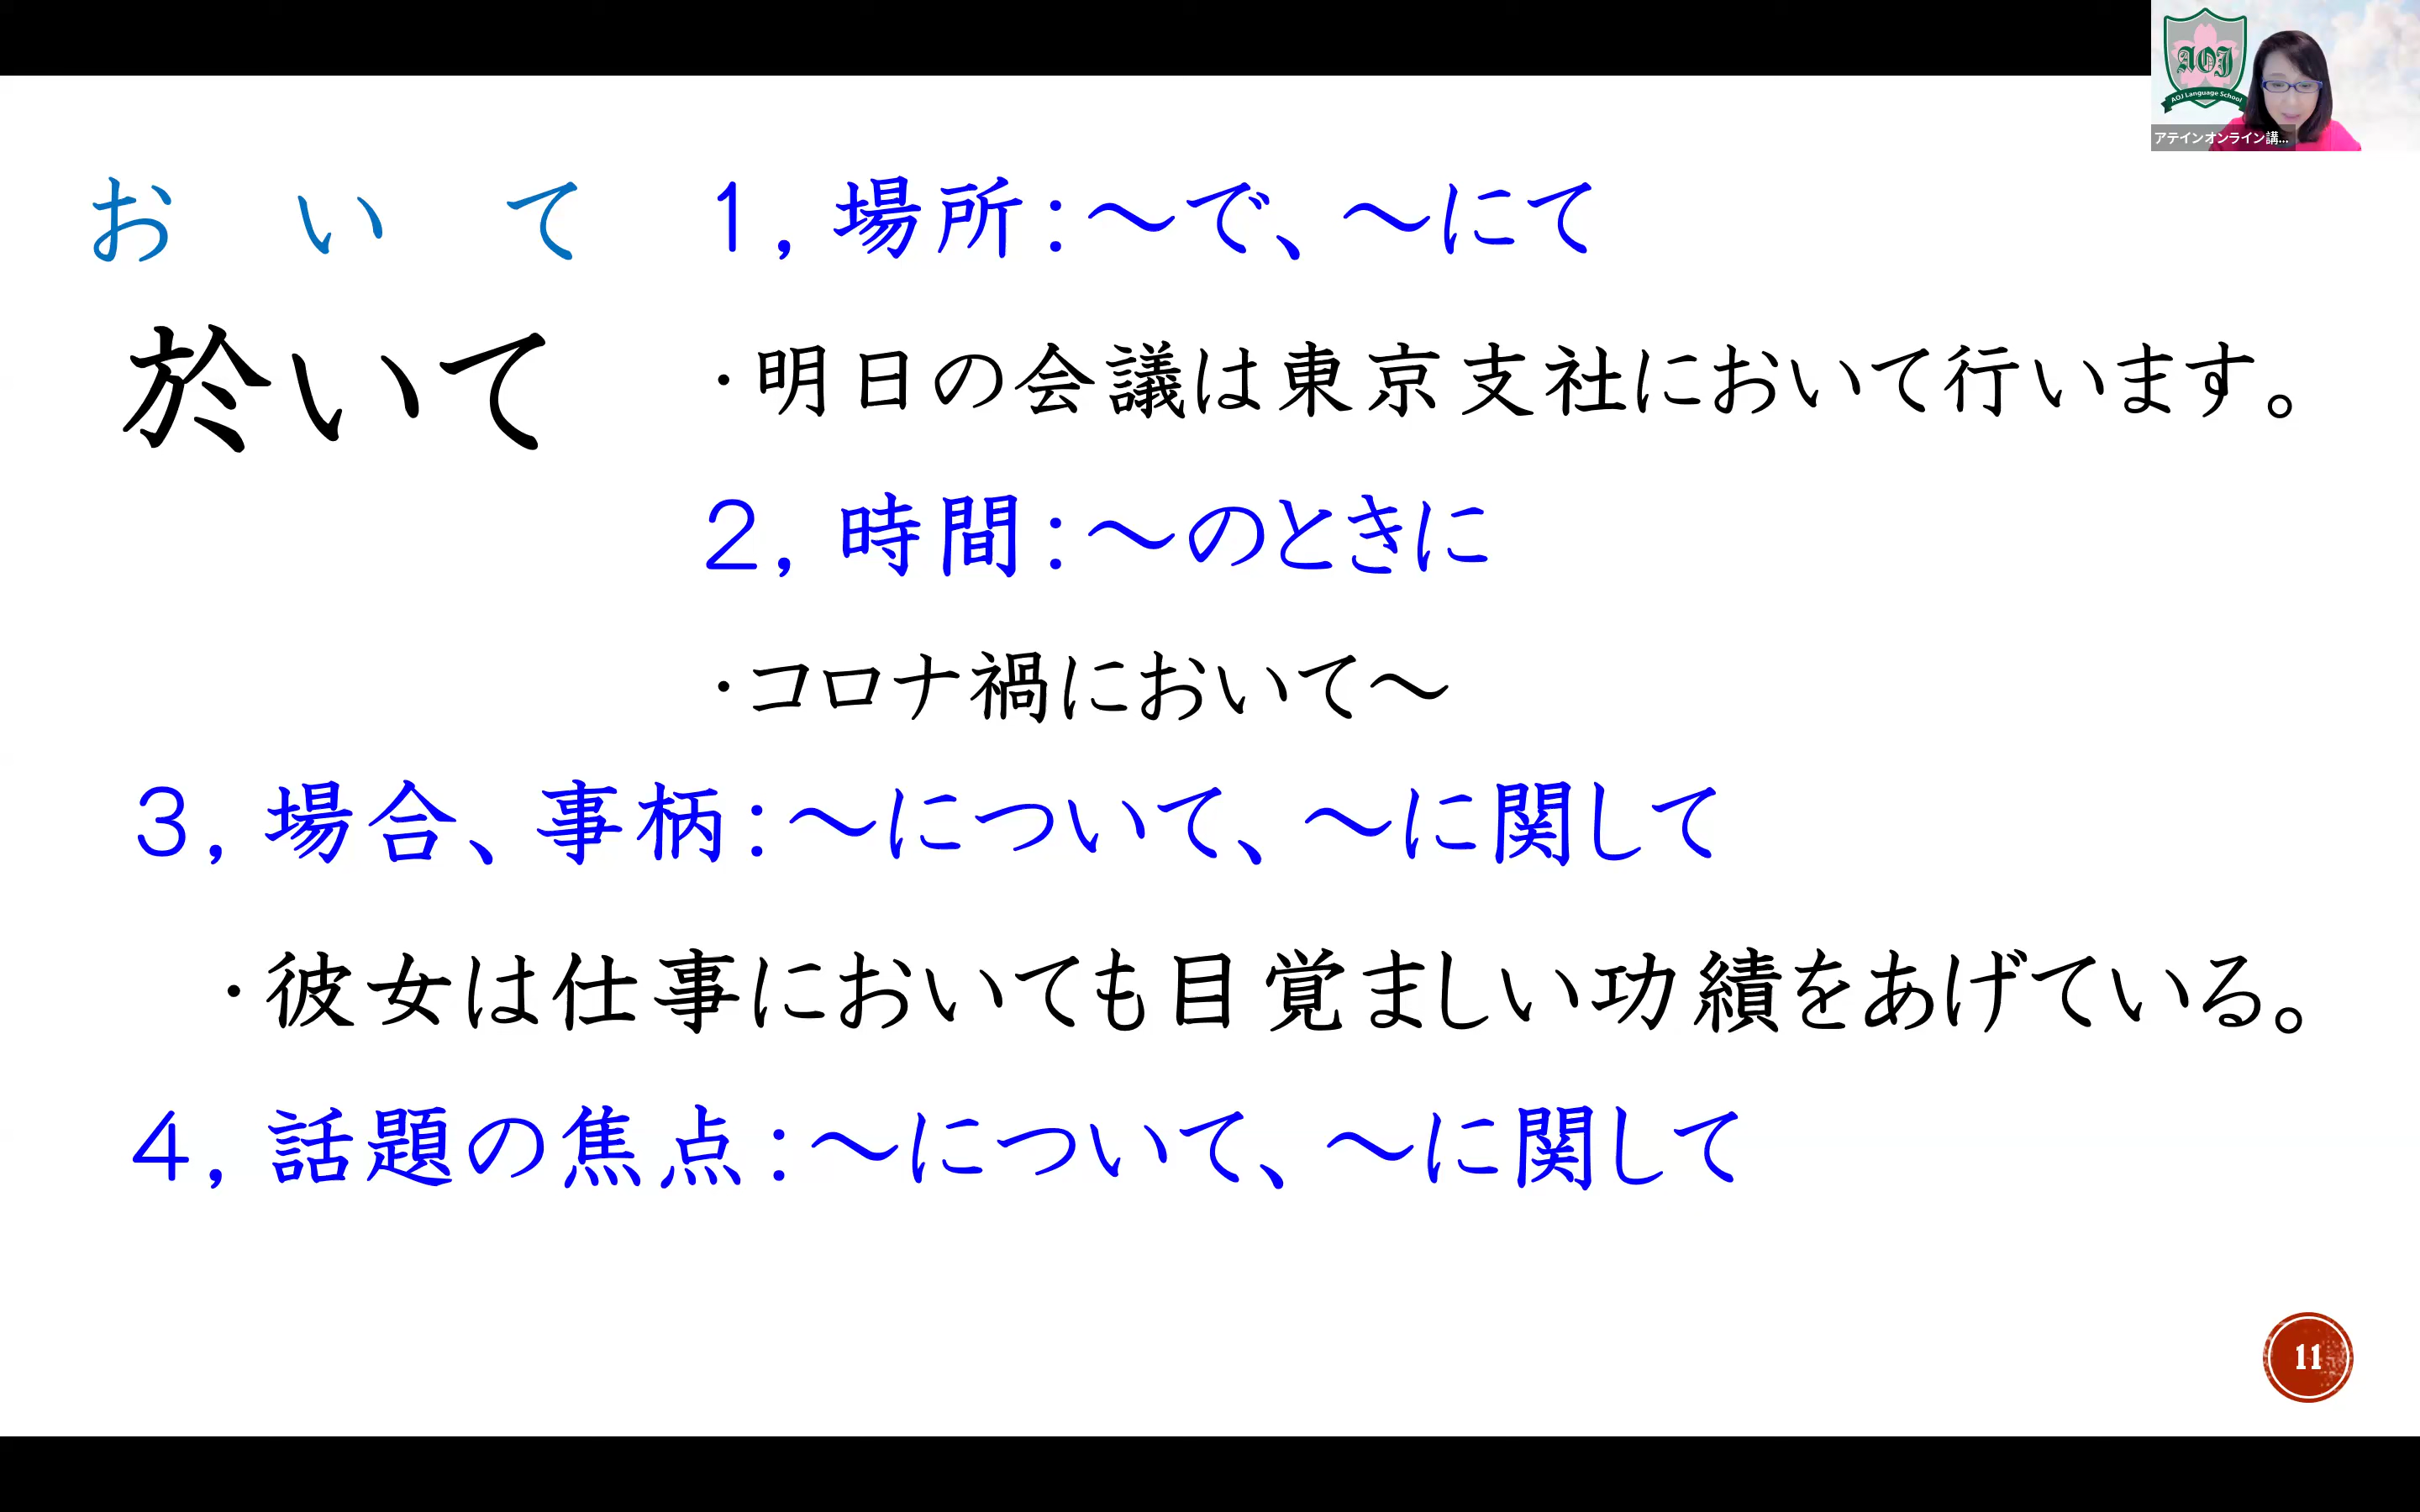 AOJ
AOJ Language School
アテインオンライン講...
おいて
於いて
1, 場所：～で、～にて
・明日の会議は東京支社において行います。
2, 時間：～のときに
・コロナ禍において～
3, 場合、事柄：～について、～に関して
・彼女は仕事においても目覚ましい功績をあげている。
4, 話題の焦点：～について、～に関して
11